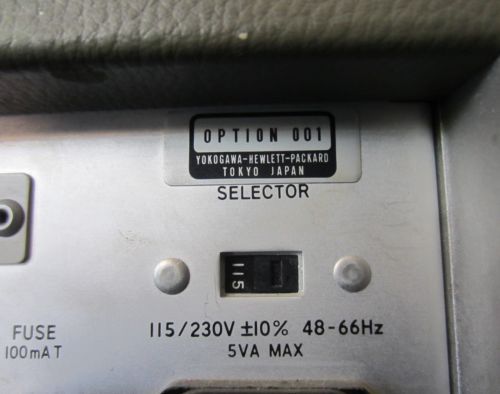 OPTION 001
YOKOGAWA-HEWLETT-PACKARD
TOKYO JAPAN
SELECTOR
115
115/230V ±10% 48-66Hz
5VA MAX
FUSE
100mAT